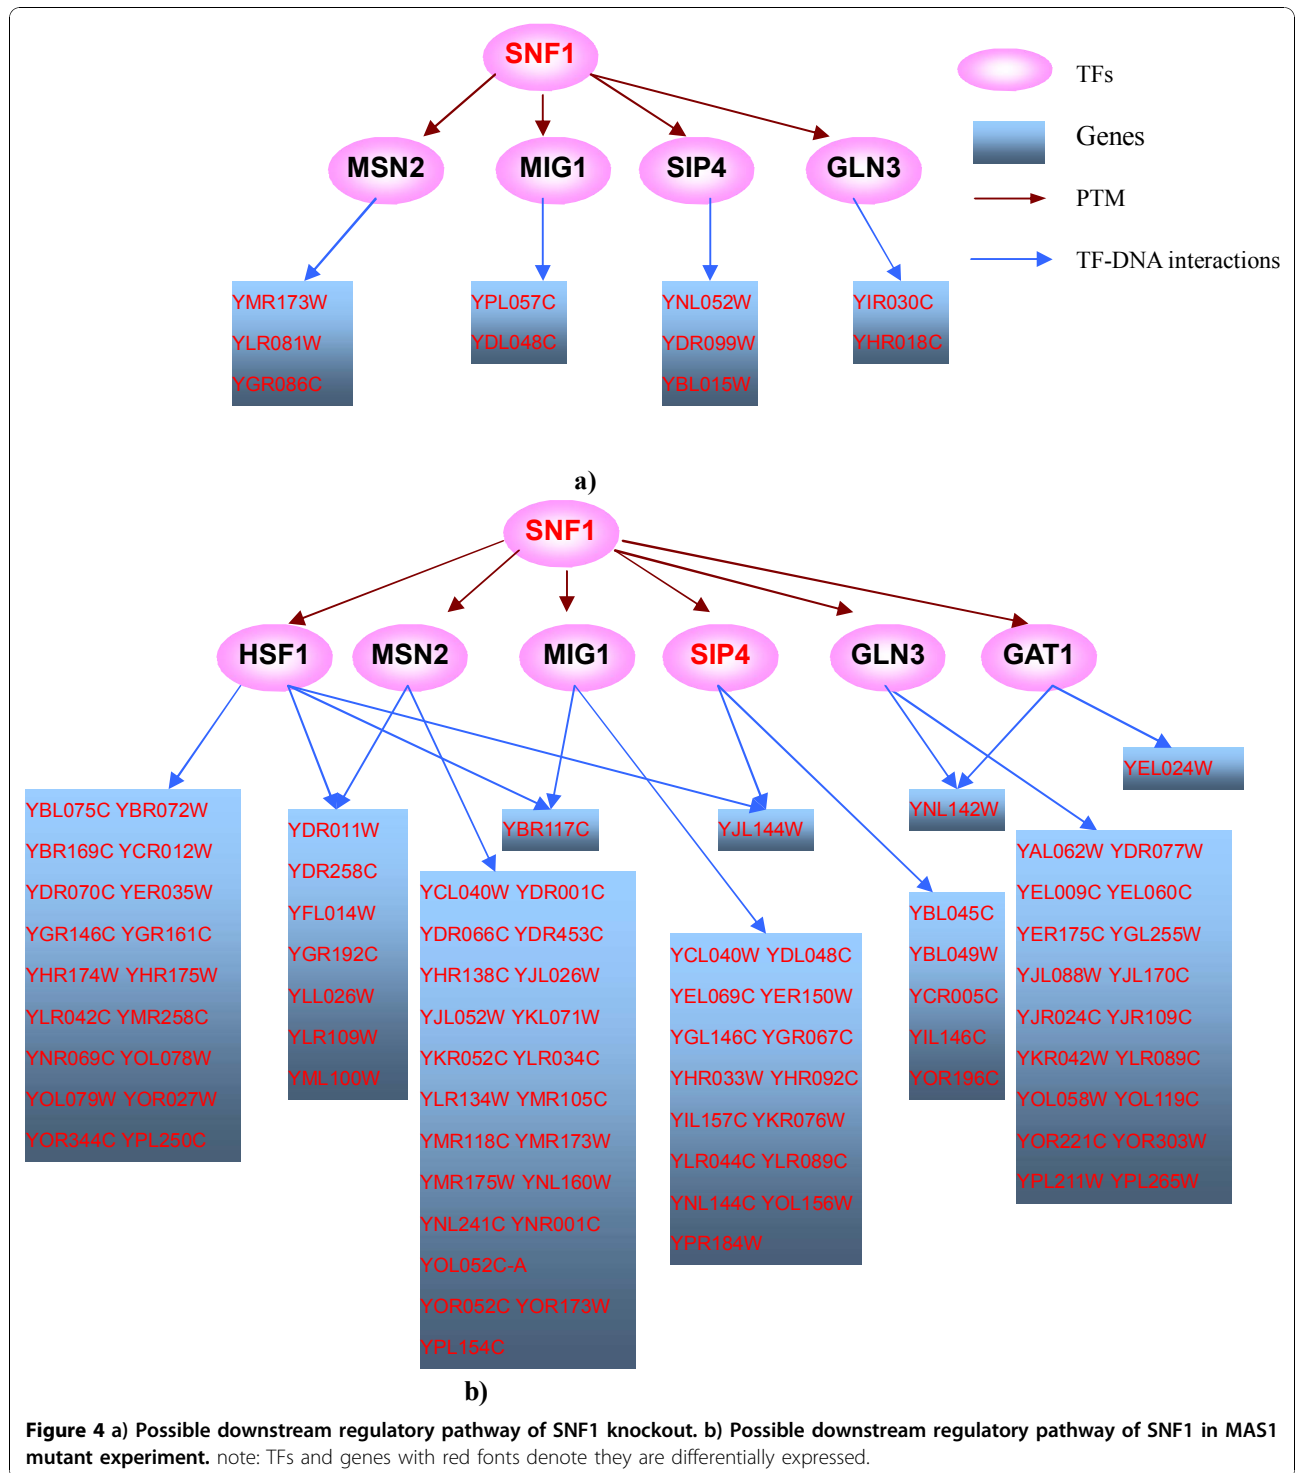 SNF1
TFs
Genes
PTM
TF-DNA interactions
MSN2
MIG1
SIP4
GLN3
YMR173W
YLR081W
YGR086C
YPL057C
YDL048C
YNL052W
YDR099W
YBL015W
YIR030C
YHR018C
a)
SNF1
HSF1
MSN2
MIG1
SIP4
GLN3
GAT1
YBL075C YBR072W
YBR169C YCR012W
YDR070C YER035W
YGR146C YGR161C
YHR174W YHR175W
YLR042C YMR258C
YNR069C YOL078W
YOL079W YOR027W
YOR344C YPL250C
YDR011W
YDR258C
YFL014W
YGR192C
YLL026W
YLR109W
YML100W
YCL040W YDR001C
YDR066C YDR453C
YHR138C YJL026W
YJL052W YKL071W
YKR052C YLR034C
YLR134W YMR105C
YMR118C YMR173W
YMR175W YNL160W
YNL241C YNR001C
YOL052C-A
YOR052C YOR173W
YPL154C
YBR117C
YCL040W YDL048C
YEL069C YER150W
YGL146C YGR067C
YHR033W YHR092C
YIL157C YKR076W
YLR044C YLR089C
YNL144C YOL156W
YPR184W
YJL144W
YBL045C
YBL049W
YCR005C
YIL146C
YOR196C
YNL142W
YAL062W YDR077W
YEL009C YEL060C
YER175C YGL255W
YJL088W YJL170C
YJR024C YJR109C
YKR042W YLR089C
YOL058W YOL119C
YOR221C YOR303W
YPL211W YPL265W
YEL024W
b)
Figure 4 a) Possible downstream regulatory pathway of SNF1 knockout. b) Possible downstream regulatory pathway of SNF1 in MAS1
mutant experiment. note: TFs and genes with red fonts denote they are differentially expressed.